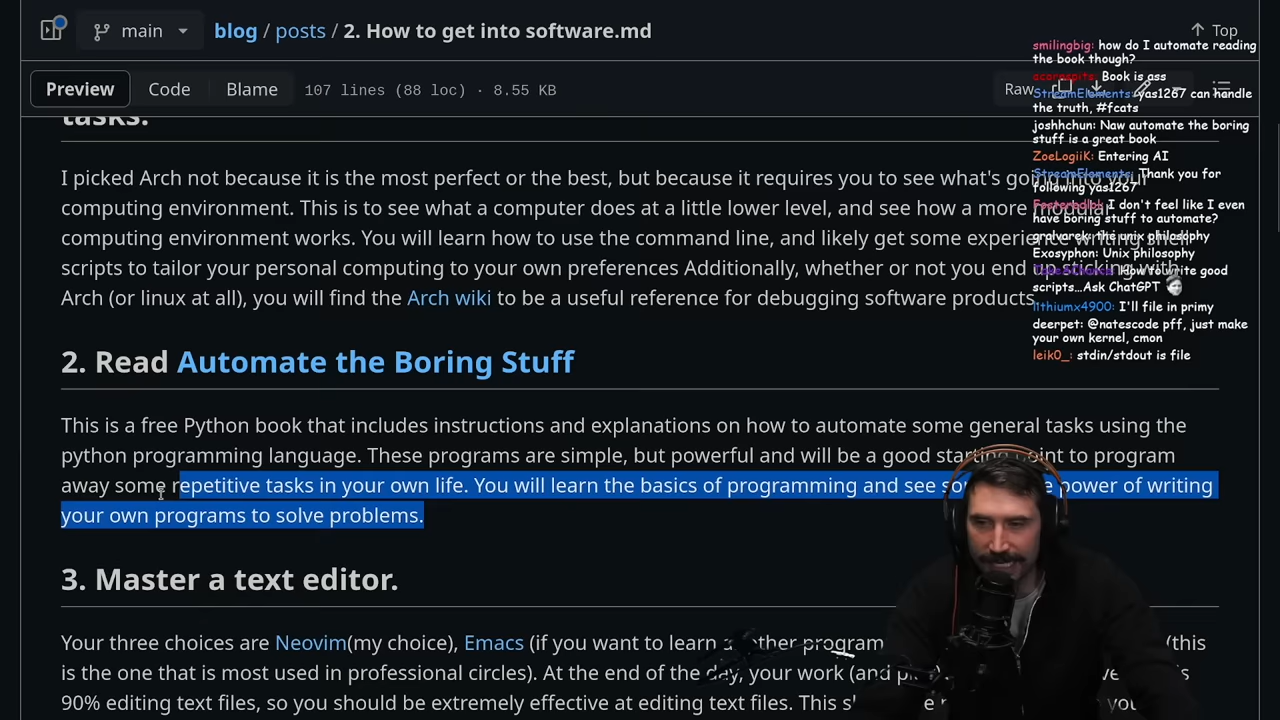 main
blog / posts / 2. How to get into software.md
Top
Preview
Code
Blame
107 lines (88 loc) · 8.55 KB
Raw
tasks.
I picked Arch not because it is the most perfect or the best, but because it requires you to see what's going into your
computing environment. This is to see what a computer does at a little lower level, and see how a more modular
computing environment works. You will learn how to use the command line, and likely get some experience writing shell
scripts to tailor your personal computing to your own preferences Additionally, whether or not you end up sticking with
Arch (or linux at all), you will find the Arch wiki to be a useful reference for debugging software products.
2. Read Automate the Boring Stuff
This is a free Python book that includes instructions and explanations on how to automate some general tasks using the
python programming language. These programs are simple, but powerful and will be a good starting point to program
away some repetitive tasks in your own life. You will learn the basics of programming and see power of writing
your own programs to solve problems.
3. Master a text editor.
Your three choices are Neovim(my choice), Emacs (if you want to learn another program (this
is the one that is most used in professional circles). At the end of the day, your work (and
90% editing text files, so you should be extremely effective at editing text files. This
smilingbig: how do I automate reading
the book though?
Book is ass
StreamElements: yas1267 can handle
the truth, #fcats
joshhchun: Naw automate the boring
stuff is a great book
ZoeLogiiK: Entering AI
StreamElements: Thank you for
following yas1267
I don't feel like I even
have boring stuff to automate?
the unix philosophy
Exosyphon: Unix philosophy
How to write good
scripts...Ask ChatGPT
l1thiumx4900: I'll file in primy
deerpet: @natescode pff, just make
your own kernel, cmon
leik0_: stdin/stdout is file